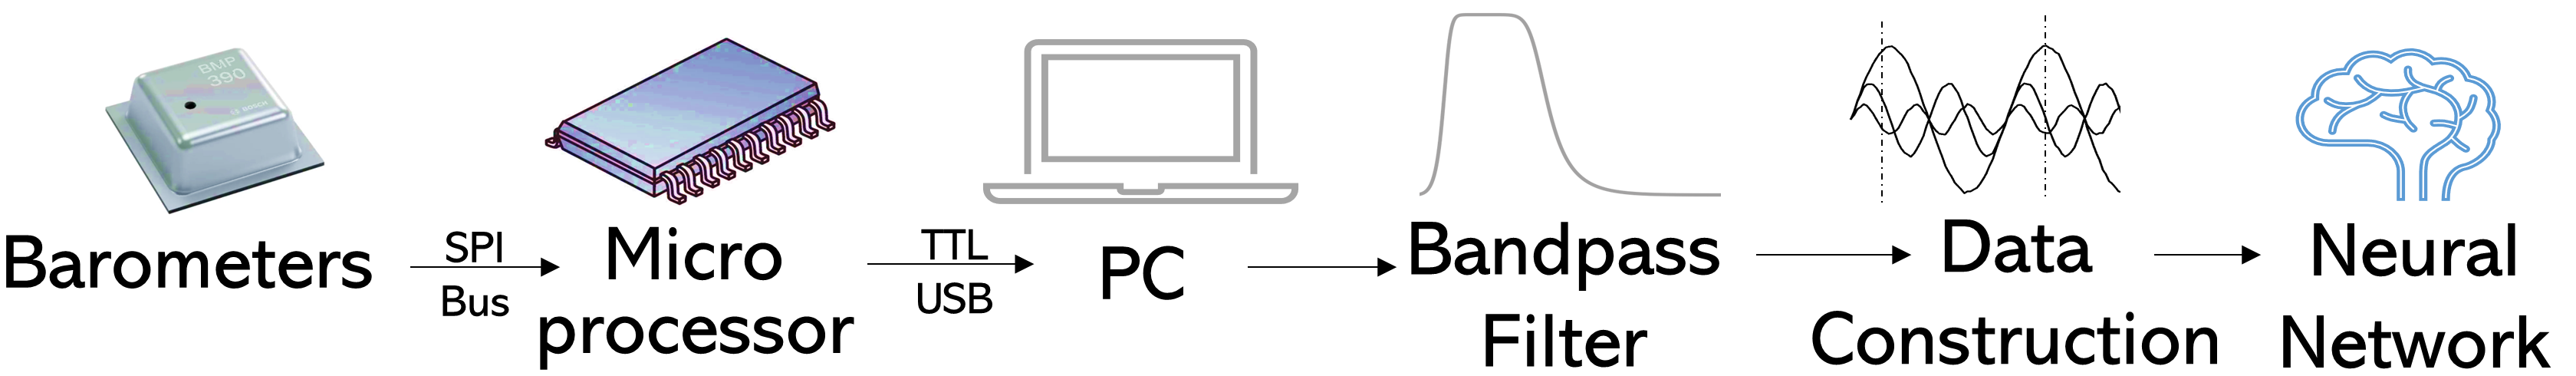 BMP
390
BOSCH
Barometers
SPI
Bus
Micro
processor
TTL
USB
PC
Bandpass
Filter
Data
Construction
Neural
Network